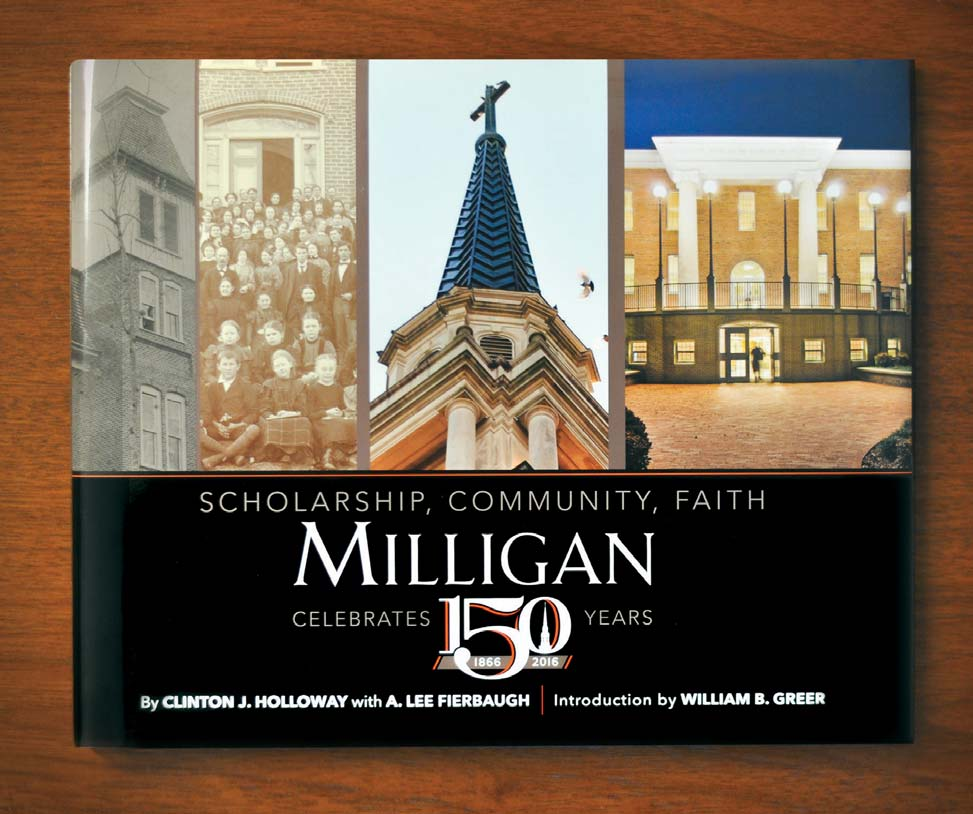 SCHOLARSHIP, COMMUNITY, FAITH
MILLIGAN
CELEBRATES 150 YEARS
1866 2016
By CLINTON J. HOLLOWAY with A. LEE FIERBAUGH | Introduction by WILLIAM B. GREER